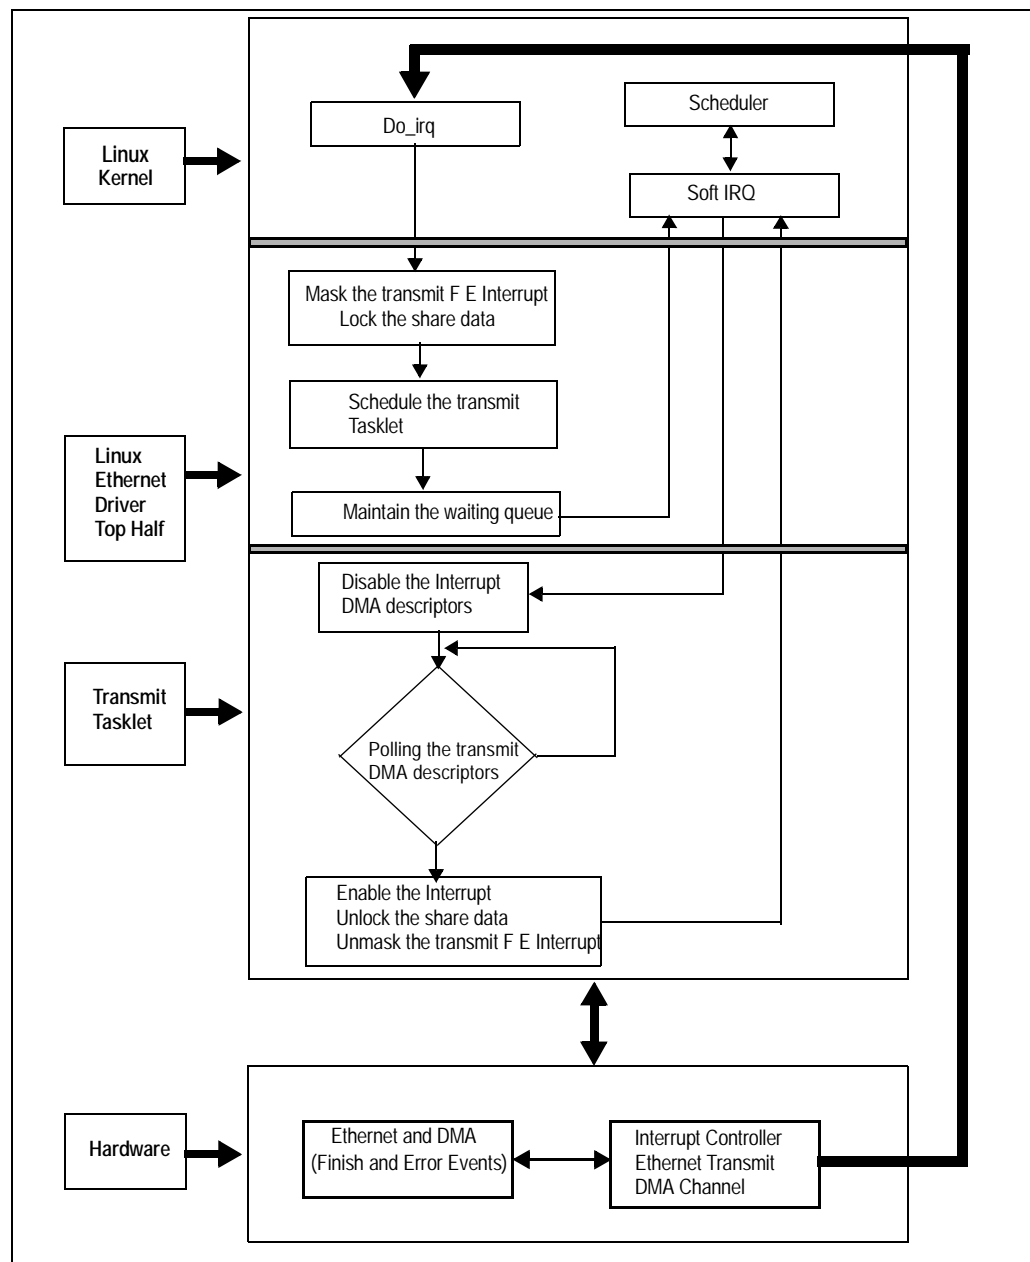 Do_irq
Scheduler
Linux
Kernel
Soft IRQ
Mask the transmit F E Interrupt
Lock the share data
Schedule the transmit
Tasklet
Linux
Ethernet
Driver
Top Half
Maintain the waiting queue
Disable the Interrupt
DMA descriptors
Transmit
Tasklet
Polling the transmit
DMA descriptors
Enable the Interrupt
Unlock the share data
Unmask the transmit F E Interrupt
Hardware
Ethernet and DMA
(Finish and Error Events)
Interrupt Controller
Ethernet Transmit
DMA Channel